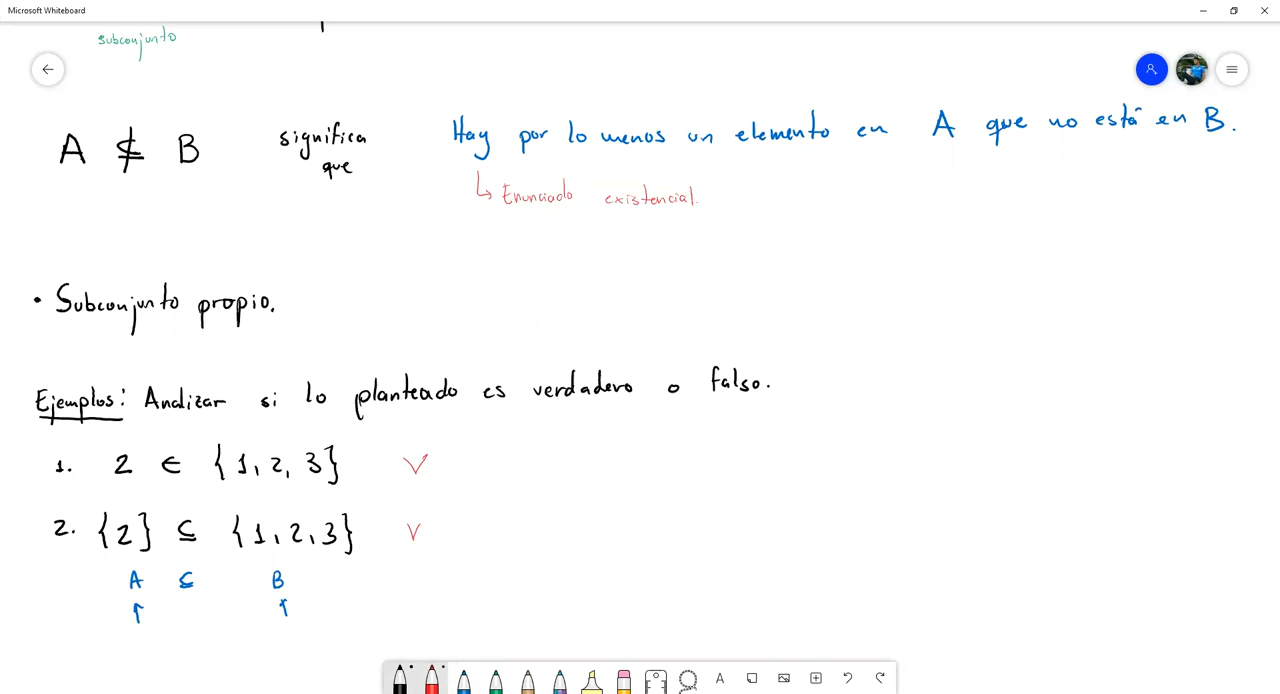 Microsoft Whiteboard
subconjunto
A ⊈ B significa que Hay por lo menos un elemento en A que no está en B.
↳ Enunciado existencial.
• Subconjunto propio.
Ejemplos: Analizar si lo planteado es verdadero o falso.
1. 2 ∈ {1, 2, 3} V
2. {2} ⊆ {1, 2, 3} V
A ⊆ B
↑ ↑
A